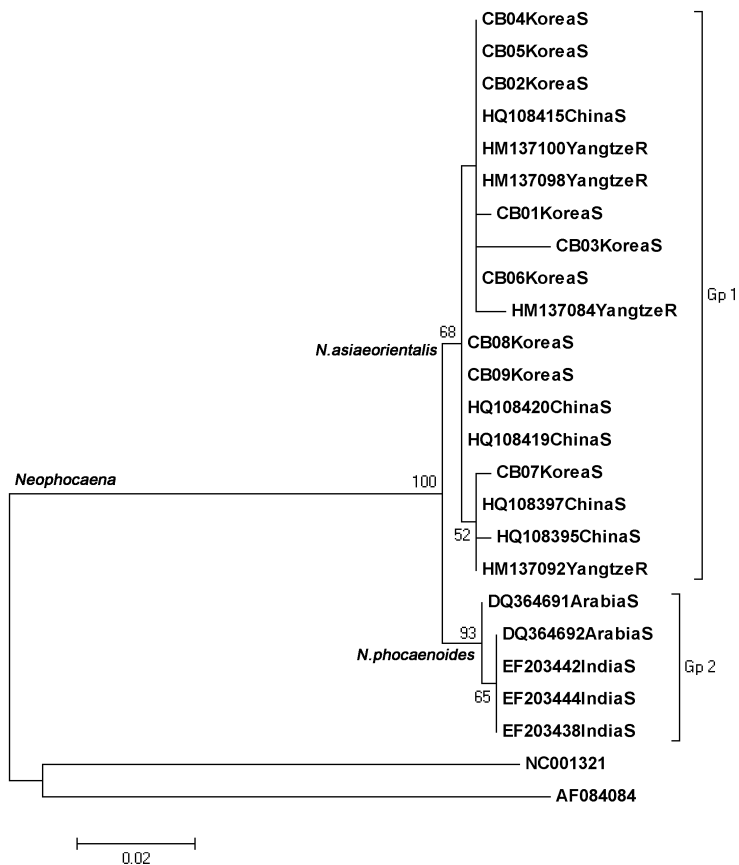 CB04KoreaS
CB05KoreaS
CB02KoreaS
HQ108415ChinaS
HM137100YangtzeR
HM137098YangtzeR
CB01KoreaS
CB03KoreaS
CB06KoreaS
Gp 1
HM137084YangtzeR
68
CB08KoreaS
N.asiaeorientalis
CB09KoreaS
HQ108420ChinaS
HQ108419ChinaS
CB07KoreaS
Neophocaena
100
HQ108397ChinaS
52
HQ108395ChinaS
HM137092YangtzeR
DQ364691ArabiaS
93
DQ364692ArabiaS
N.phocaenoides
EF203442IndiaS
Gp 2
65
EF203444IndiaS
EF203438IndiaS
NC001321
AF084084
0.02